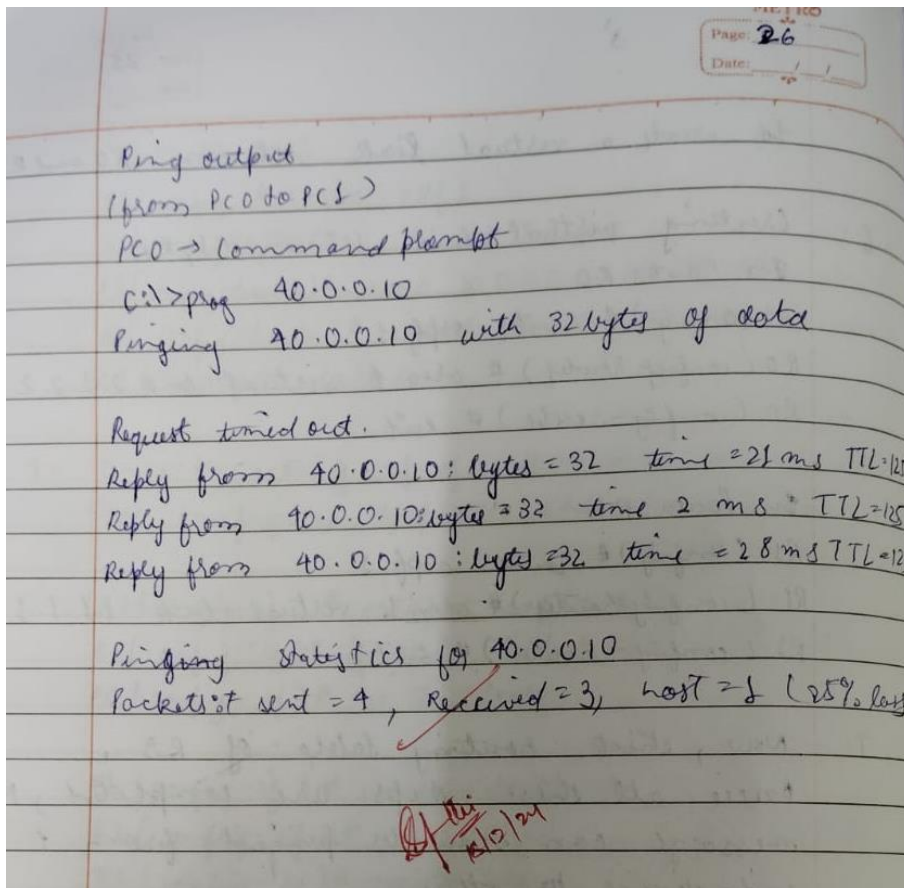 METRO
Page: 26
Date: / /
Ping output
(from PC0 to PC1)
PC0 → Command prompt
C:\>ping 40.0.0.10
Pinging 40.0.0.10 with 32 bytes of data
Request timed out.
Reply from 40.0.0.10: bytes = 32 time = 21 ms TTL=125
Reply from 40.0.0.10: bytes = 32 time 2 ms TTL=125
Reply from 40.0.0.10: bytes =32 time = 28 ms TTL=12
Pinging statistics for 40.0.0.10
Packets: sent = 4, Received = 3, Lost = 1 (25% loss